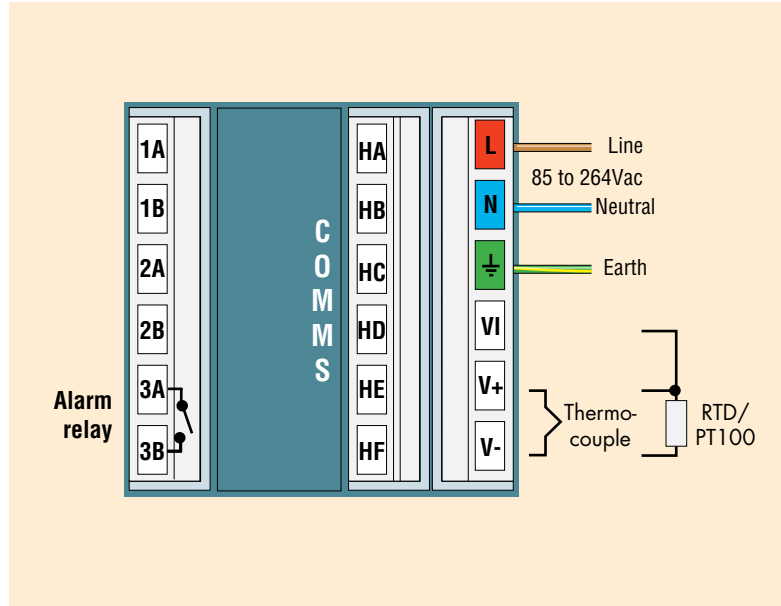 1A
1B
2A
2B
3A
3B
Alarm
relay
COMMS
HA
HB
HC
HD
HE
HF
L
N
VI
V+
V-
Line
85 to 264Vac
Neutral
Earth
Thermo-
couple
RTD/
PT100